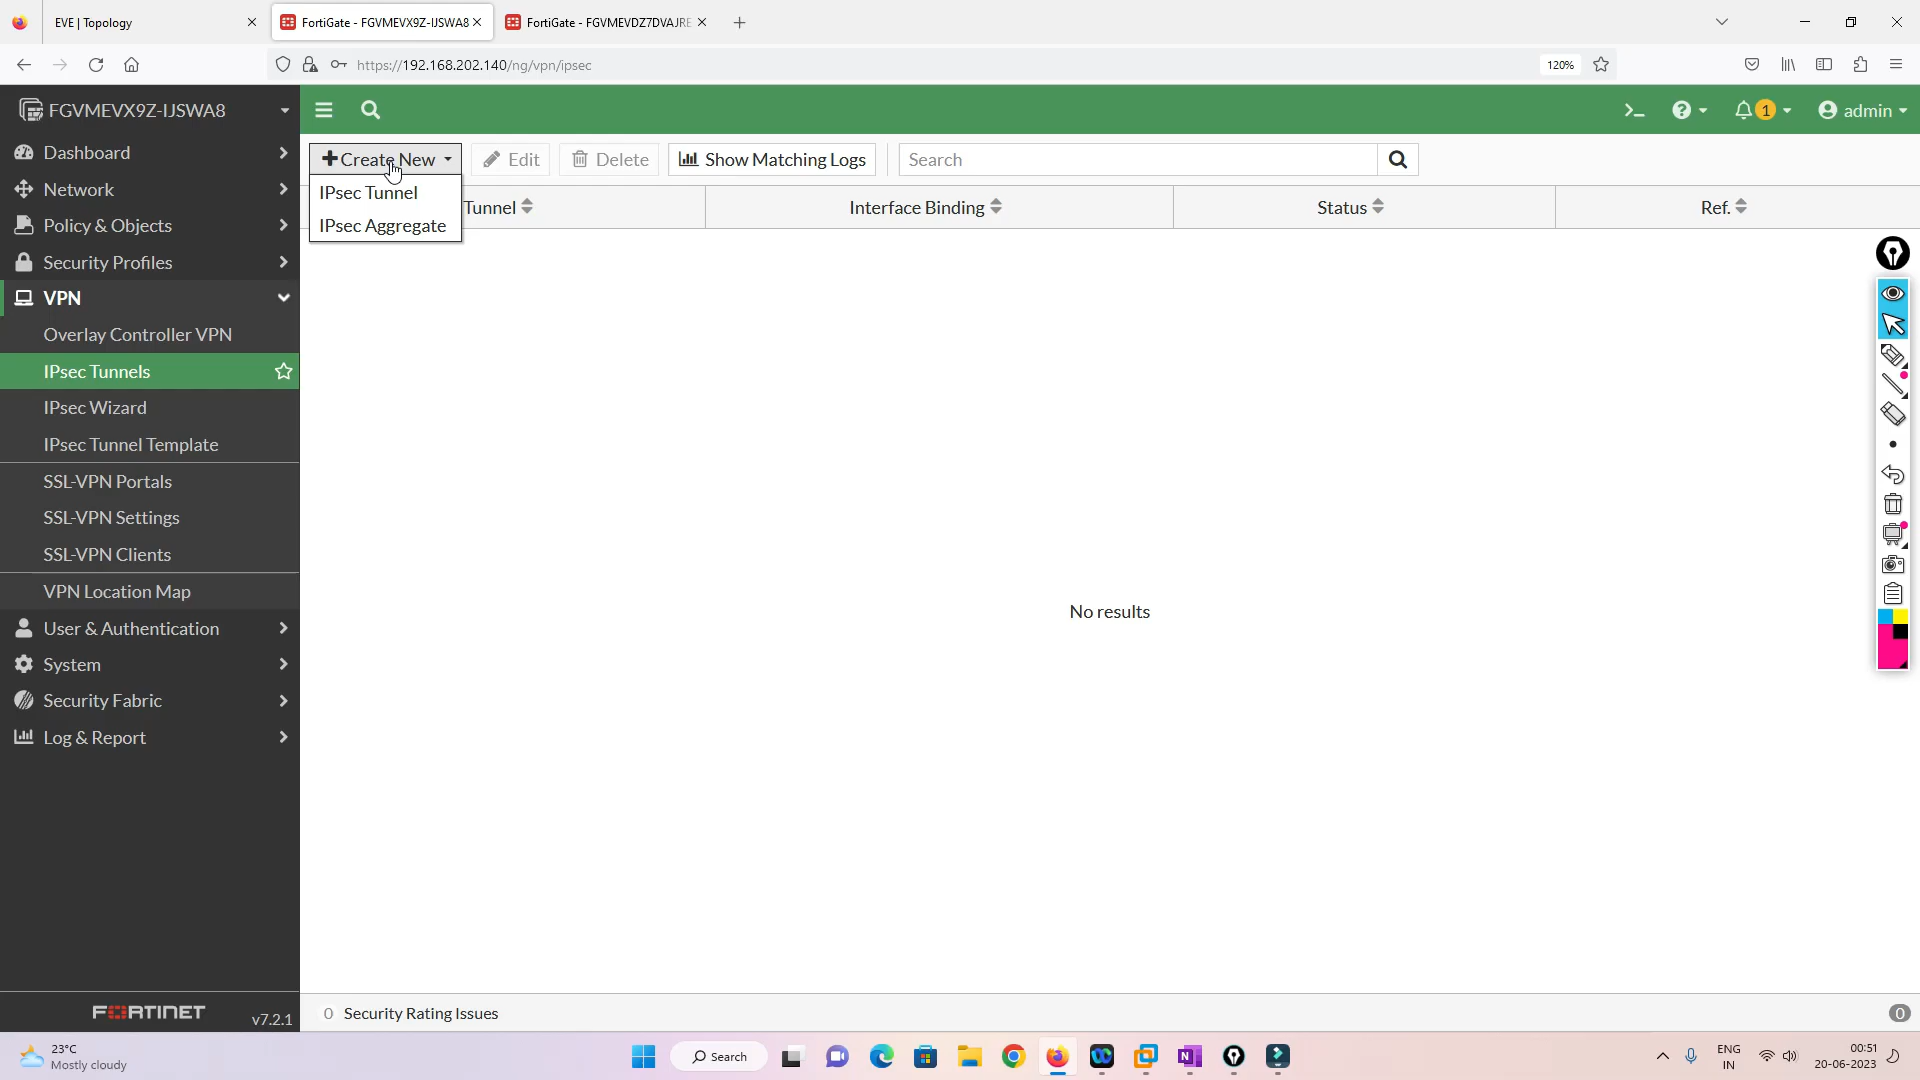 EVE | Topology
FortiGate - FGVMEVX9Z-IJSWA8
FortiGate - FGVMEVDZ7DVAJRE
https://192.168.202.140/ng/vpn/ipsec
120%
FGVMEVX9Z-IJSWA8
1
admin
Dashboard
Network
Policy & Objects
Security Profiles
VPN
Overlay Controller VPN
IPsec Tunnels
IPsec Wizard
IPsec Tunnel Template
SSL-VPN Portals
SSL-VPN Settings
SSL-VPN Clients
VPN Location Map
User & Authentication
System
Security Fabric
Log & Report
FORTINET
v7.2.1
Create New
Edit
Delete
Show Matching Logs
Search
IPsec Tunnel
IPsec Aggregate
Tunnel
Interface Binding
Status
Ref.
No results
0 Security Rating Issues
0
23°C
Mostly cloudy
Search
ENG
IN
00:51
20-06-2023